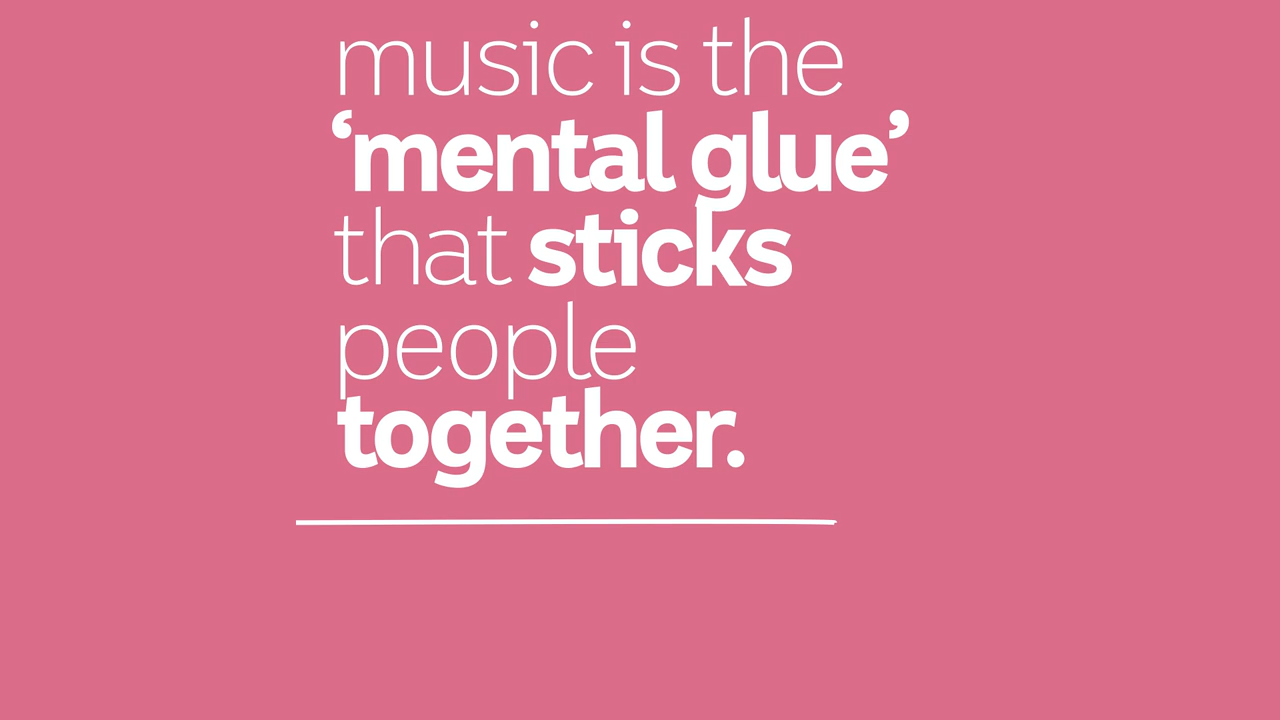 music is the
‘mental glue’
that sticks
people
together.